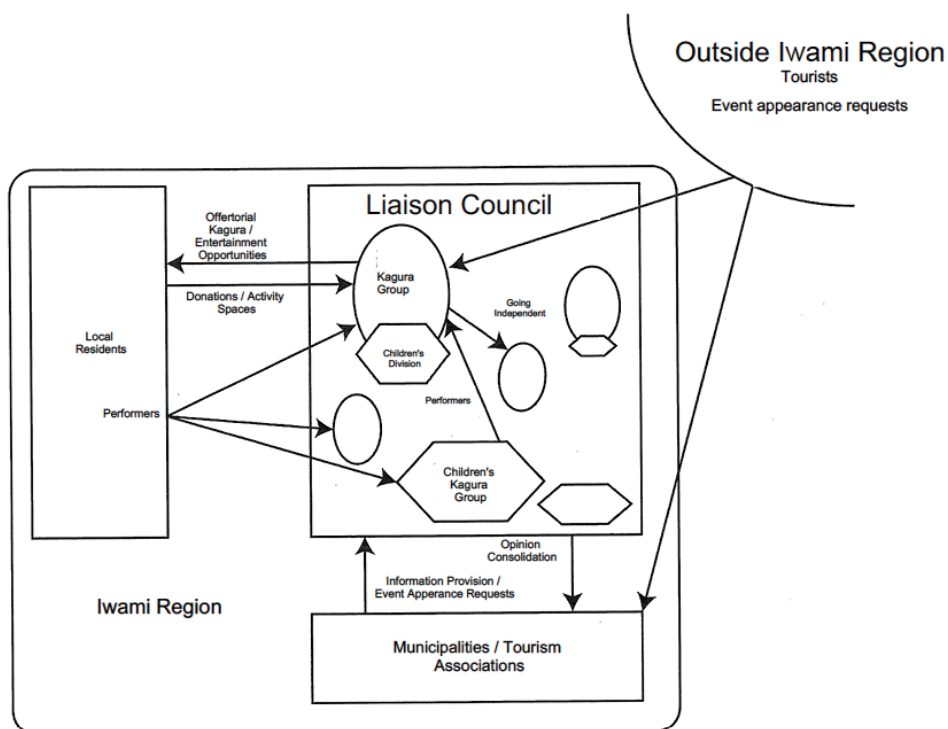 Outside Iwami Region
Tourists
Event appearance requests
Liaison Council
Offertorial
Kagura /
Entertainment
Opportunities
Kagura
Group
Donations / Activity
Spaces
Going
Independent
Local
Residents
Children's
Division
Performers
Performers
Children's
Kagura
Group
Opinion
Consolidation
Information Provision /
Event Apperance Requests
Iwami Region
Municipalities / Tourism
Associations